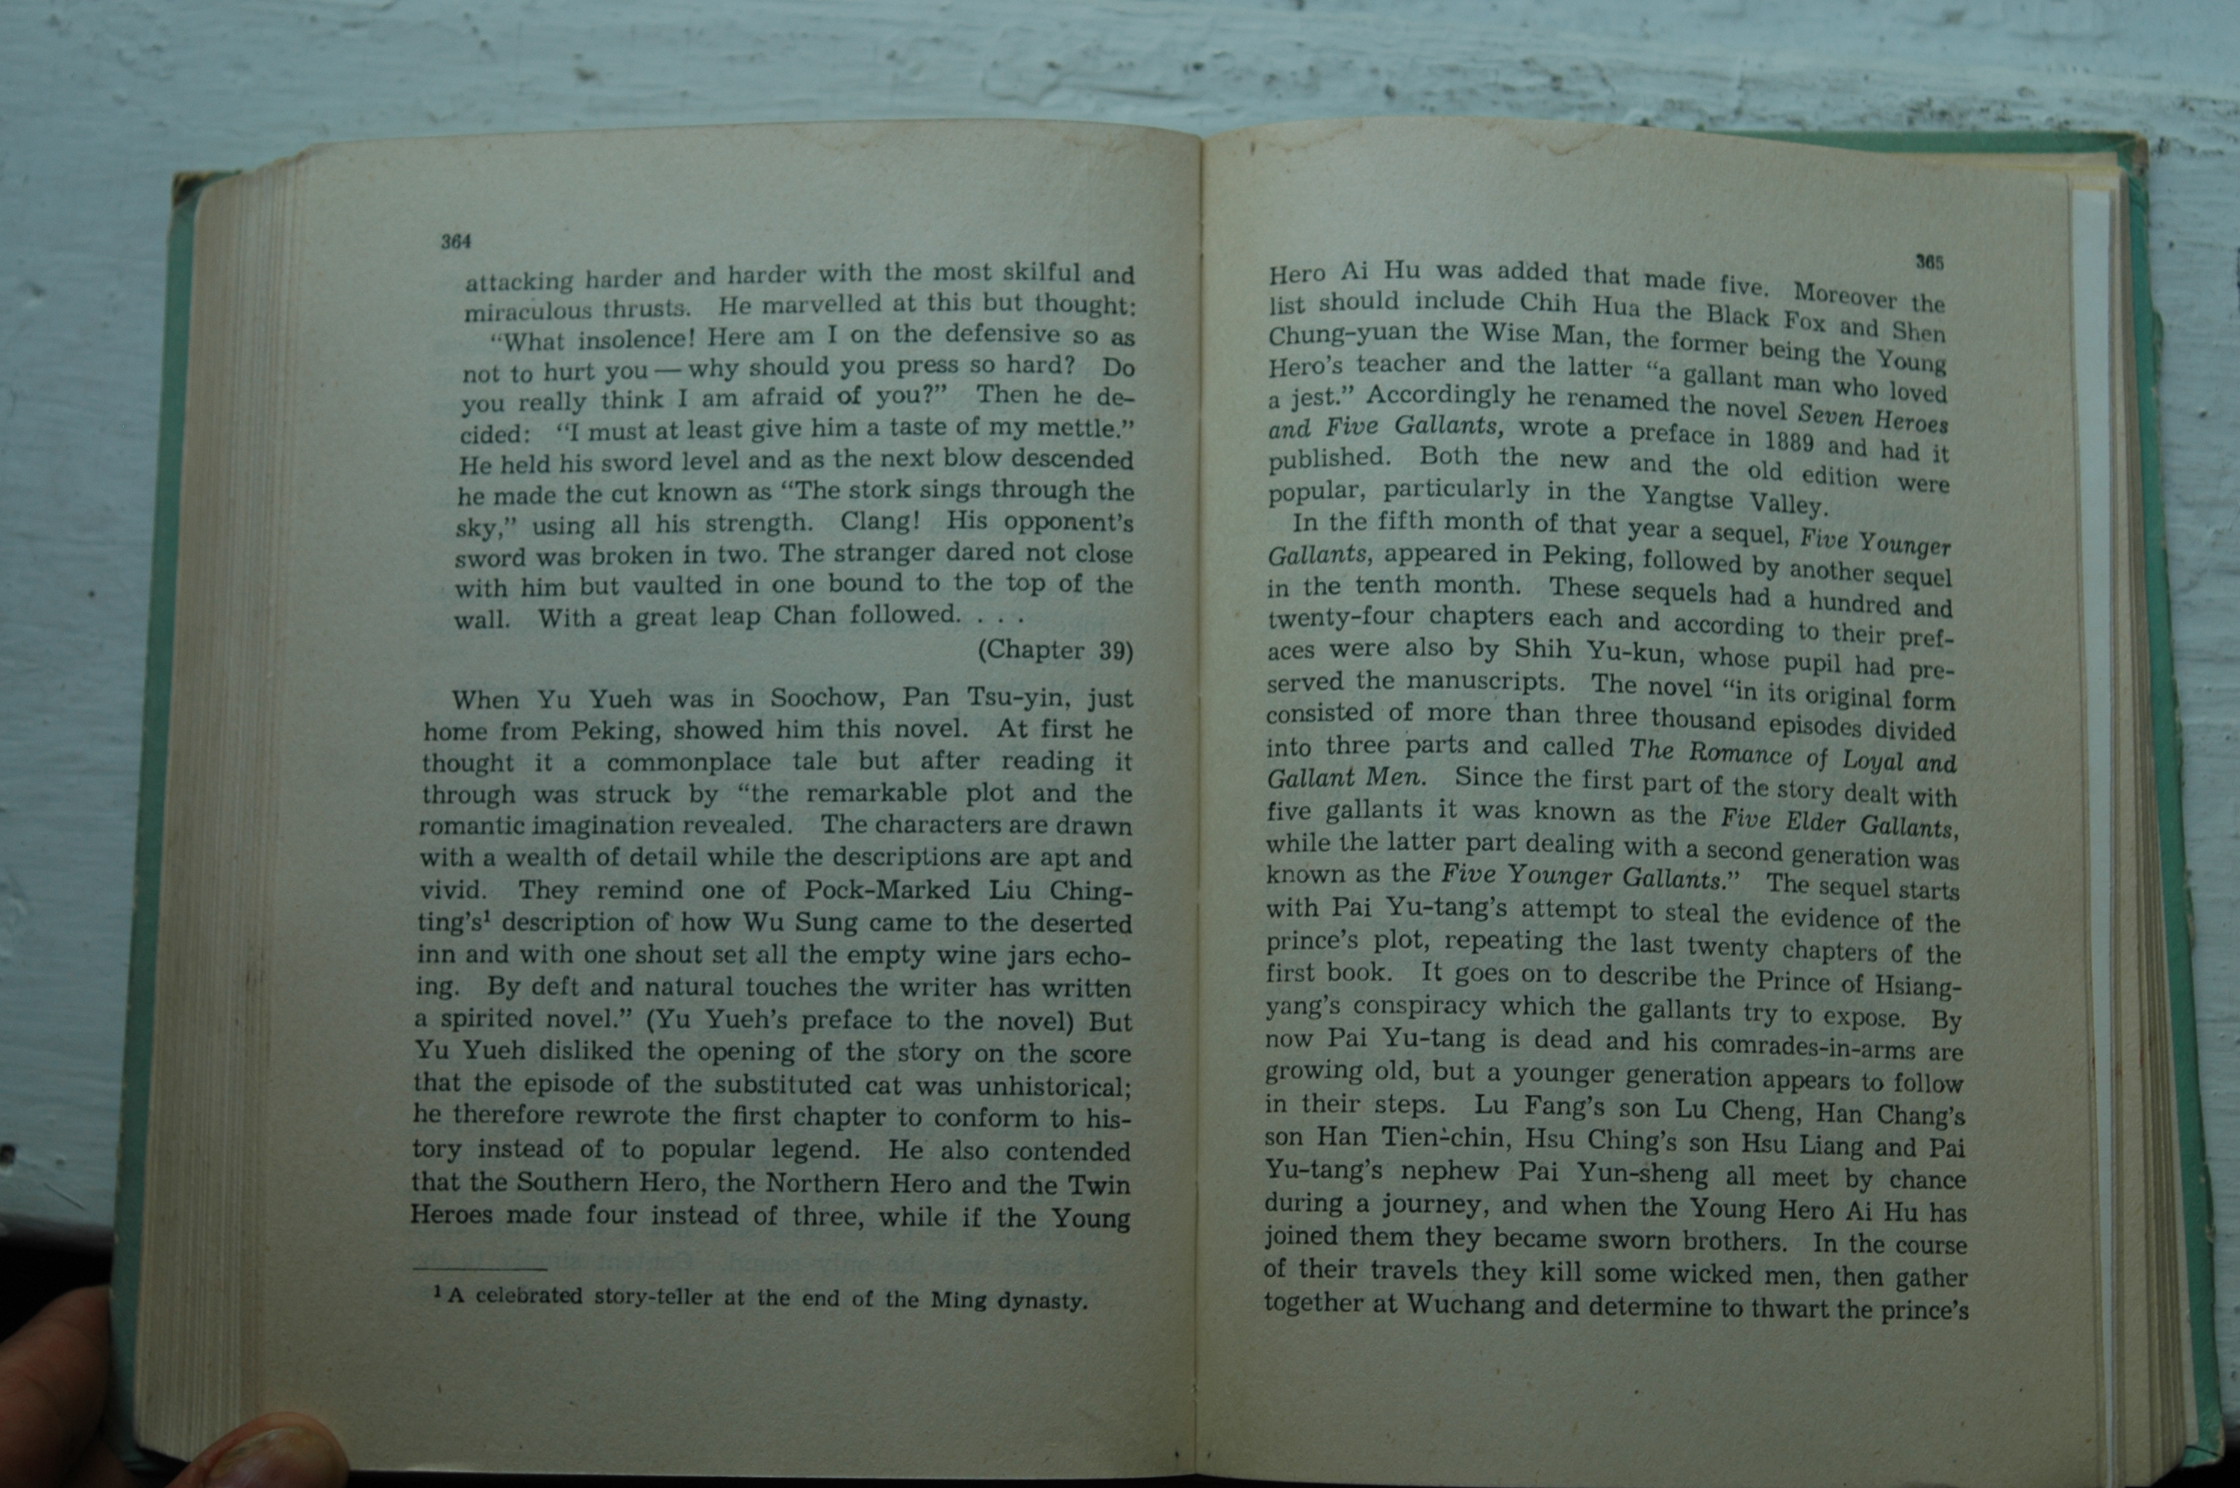 364
attacking harder and harder with the most skilful and
miraculous thrusts. He marvelled at this but thought:
“What insolence! Here am I on the defensive so as
not to hurt you — why should you press so hard? Do
you really think I am afraid of you?” Then he de-
cided: “I must at least give him a taste of my mettle.”
He held his sword level and as the next blow descended
he made the cut known as “The stork sings through the
sky,” using all his strength. Clang! His opponent’s
sword was broken in two. The stranger dared not close
with him but vaulted in one bound to the top of the
wall. With a great leap Chan followed. . . .
(Chapter 39)
When Yu Yueh was in Soochow, Pan Tsu-yin, just
home from Peking, showed him this novel. At first he
thought it a commonplace tale but after reading it
through was struck by “the remarkable plot and the
romantic imagination revealed. The characters are drawn
with a wealth of detail while the descriptions are apt and
vivid. They remind one of Pock-Marked Liu Ching-
ting’s¹ description of how Wu Sung came to the deserted
inn and with one shout set all the empty wine jars echo-
ing. By deft and natural touches the writer has written
a spirited novel.” (Yu Yueh’s preface to the novel) But
Yu Yueh disliked the opening of the story on the score
that the episode of the substituted cat was unhistorical;
he therefore rewrote the first chapter to conform to his-
tory instead of to popular legend. He also contended
that the Southern Hero, the Northern Hero and the Twin
Heroes made four instead of three, while if the Young
¹ A celebrated story-teller at the end of the Ming dynasty.
365
Hero Ai Hu was added that made five. Moreover the
list should include Chih Hua the Black Fox and Shen
Chung-yuan the Wise Man, the former being the Young
Hero’s teacher and the latter “a gallant man who loved
a jest.” Accordingly he renamed the novel Seven Heroes
and Five Gallants, wrote a preface in 1889 and had it
published. Both the new and the old edition were
popular, particularly in the Yangtse Valley.
In the fifth month of that year a sequel, Five Younger
Gallants, appeared in Peking, followed by another sequel
in the tenth month. These sequels had a hundred and
twenty-four chapters each and according to their pref-
aces were also by Shih Yu-kun, whose pupil had pre-
served the manuscripts. The novel “in its original form
consisted of more than three thousand episodes divided
into three parts and called The Romance of Loyal and
Gallant Men. Since the first part of the story dealt with
five gallants it was known as the Five Elder Gallants,
while the latter part dealing with a second generation was
known as the Five Younger Gallants.” The sequel starts
with Pai Yu-tang’s attempt to steal the evidence of the
prince’s plot, repeating the last twenty chapters of the
first book. It goes on to describe the Prince of Hsiang-
yang’s conspiracy which the gallants try to expose. By
now Pai Yu-tang is dead and his comrades-in-arms are
growing old, but a younger generation appears to follow
in their steps. Lu Fang’s son Lu Cheng, Han Chang’s
son Han Tien-chin, Hsu Ching’s son Hsu Liang and Pai
Yu-tang’s nephew Pai Yun-sheng all meet by chance
during a journey, and when the Young Hero Ai Hu has
joined them they became sworn brothers. In the course
of their travels they kill some wicked men, then gather
together at Wuchang and determine to thwart the prince’s